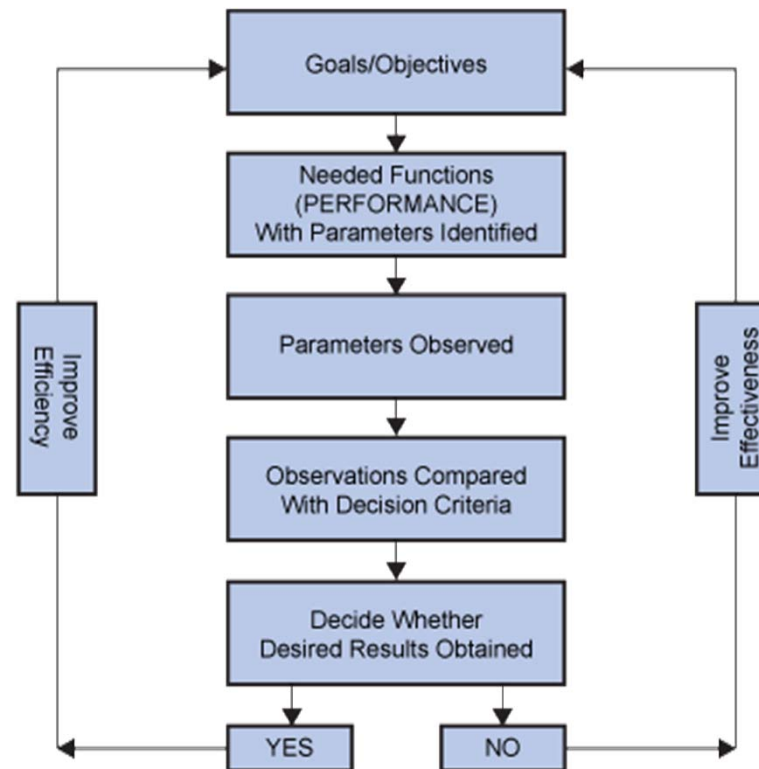 Goals/Objectives
Needed Functions
(PERFORMANCE)
With Parameters Identified
Parameters Observed
Improve
Efficiency
Improve
Effectiveness
Observations Compared
With Decision Criteria
Decide Whether
Desired Results Obtained
YES
NO